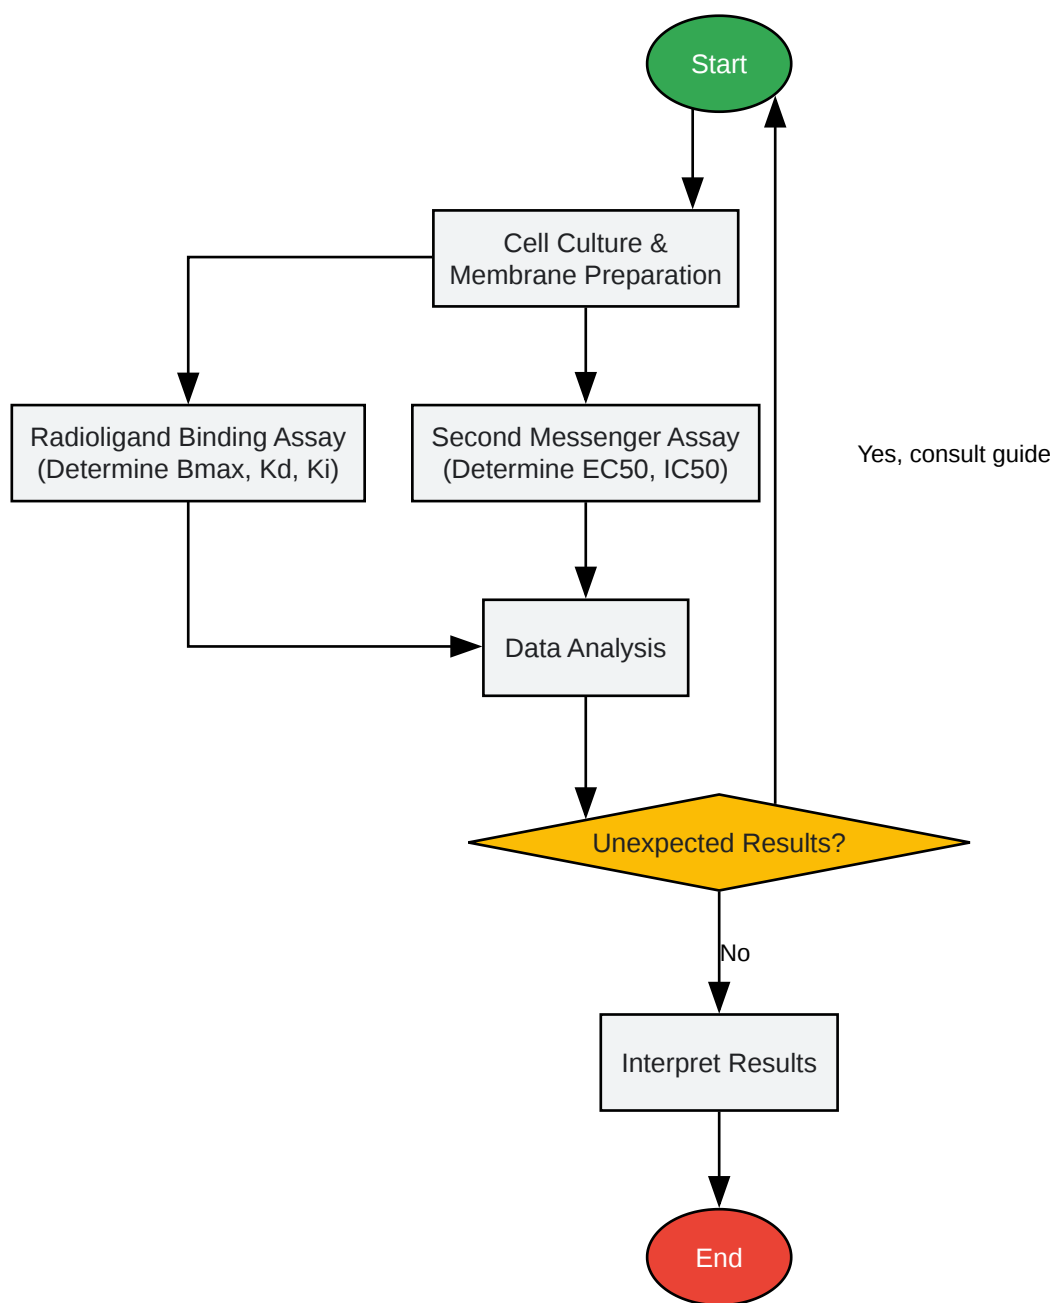 Start
Cell Culture &
Membrane Preparation
Radioligand Binding Assay
(Determine Bmax, Kd, Ki)
Second Messenger Assay
(Determine EC50, IC50)
Yes, consult guide
Data Analysis
Unexpected Results?
No
Interpret Results
End